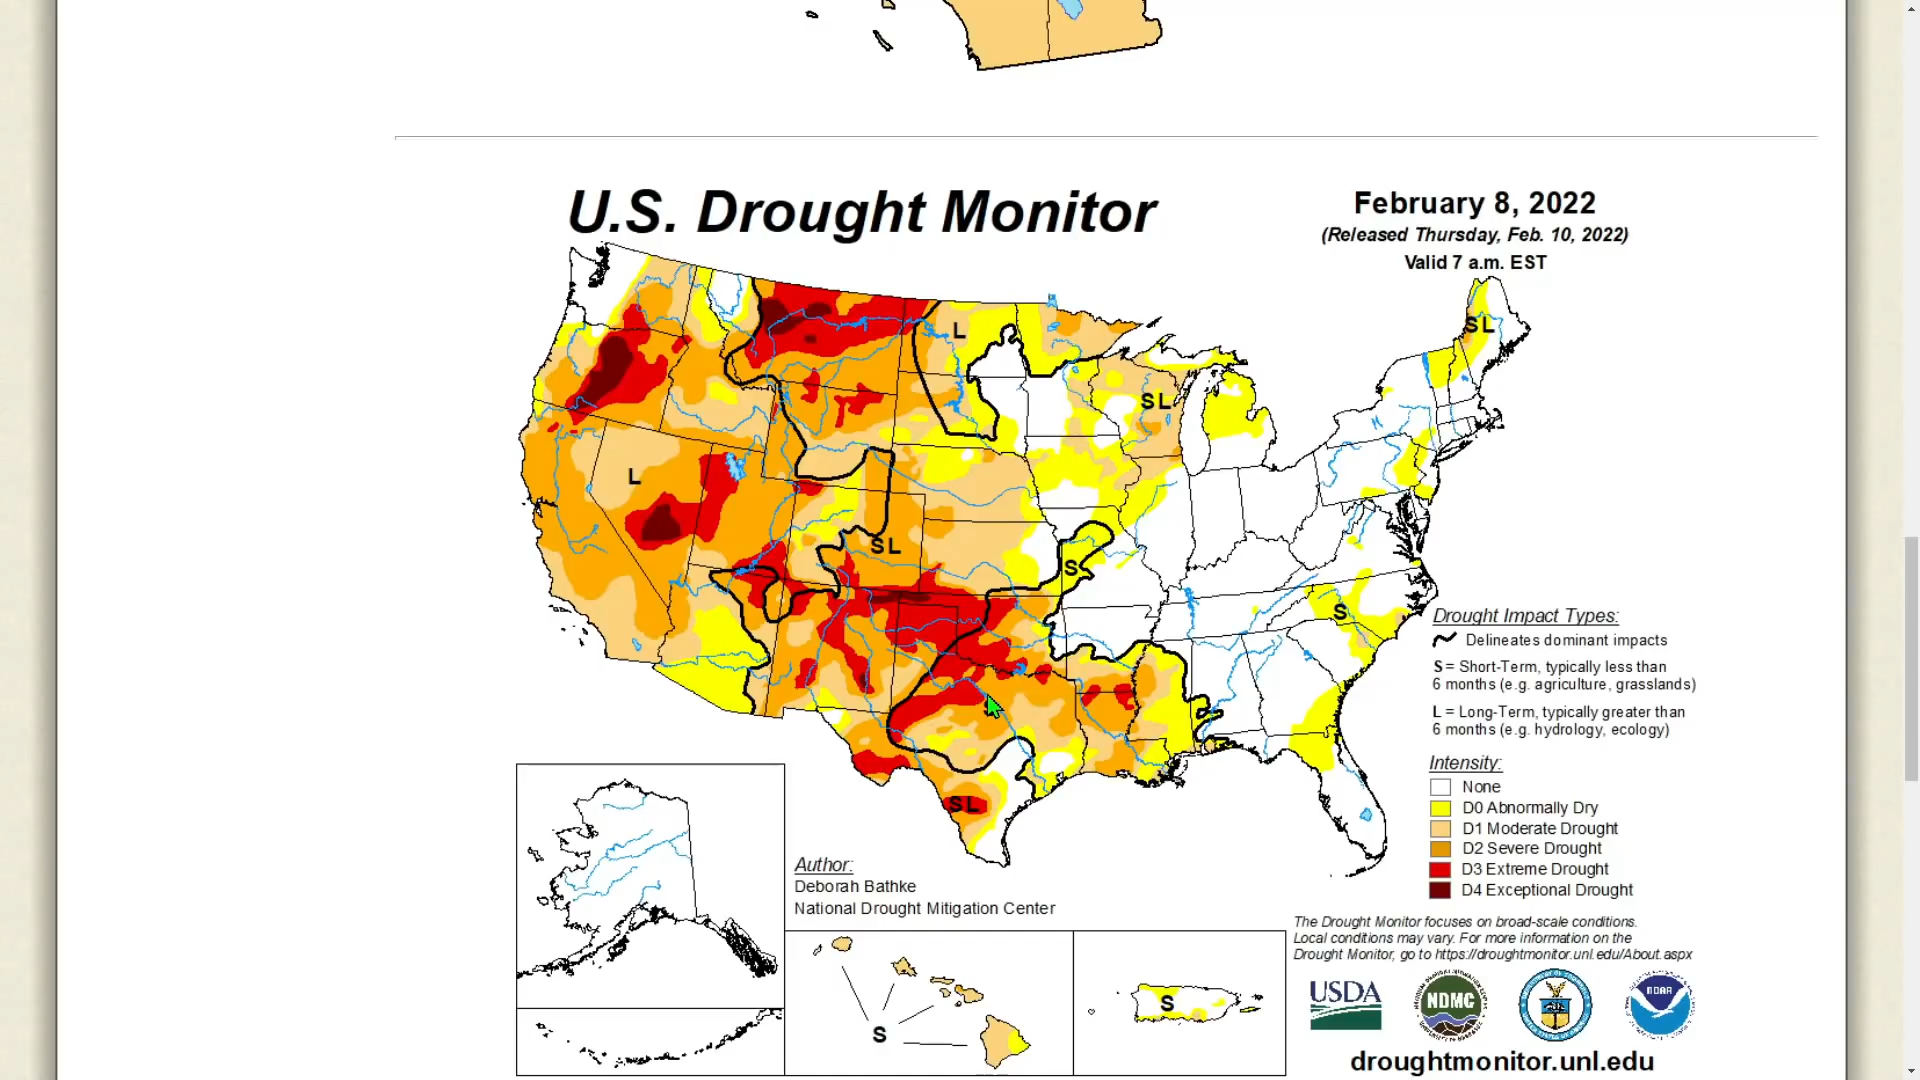 U.S. Drought Monitor
February 8, 2022
(Released Thursday, Feb. 10, 2022)
Valid 7 a.m. EST
L
SL
SL
L
SL
S
S
SL
Drought Impact Types:
Delineates dominant impacts
S = Short-Term, typically less than
6 months (e.g. agriculture, grasslands)
L = Long-Term, typically greater than
6 months (e.g. hydrology, ecology)
Intensity:
None
D0 Abnormally Dry
D1 Moderate Drought
D2 Severe Drought
D3 Extreme Drought
D4 Exceptional Drought
Author:
Deborah Bathke
National Drought Mitigation Center
S
S
The Drought Monitor focuses on broad-scale conditions.
Local conditions may vary. For more information on the
Drought Monitor, go to https://droughtmonitor.unl.edu/About.aspx
USDA
NDMC
NOAA
droughtmonitor.unl.edu